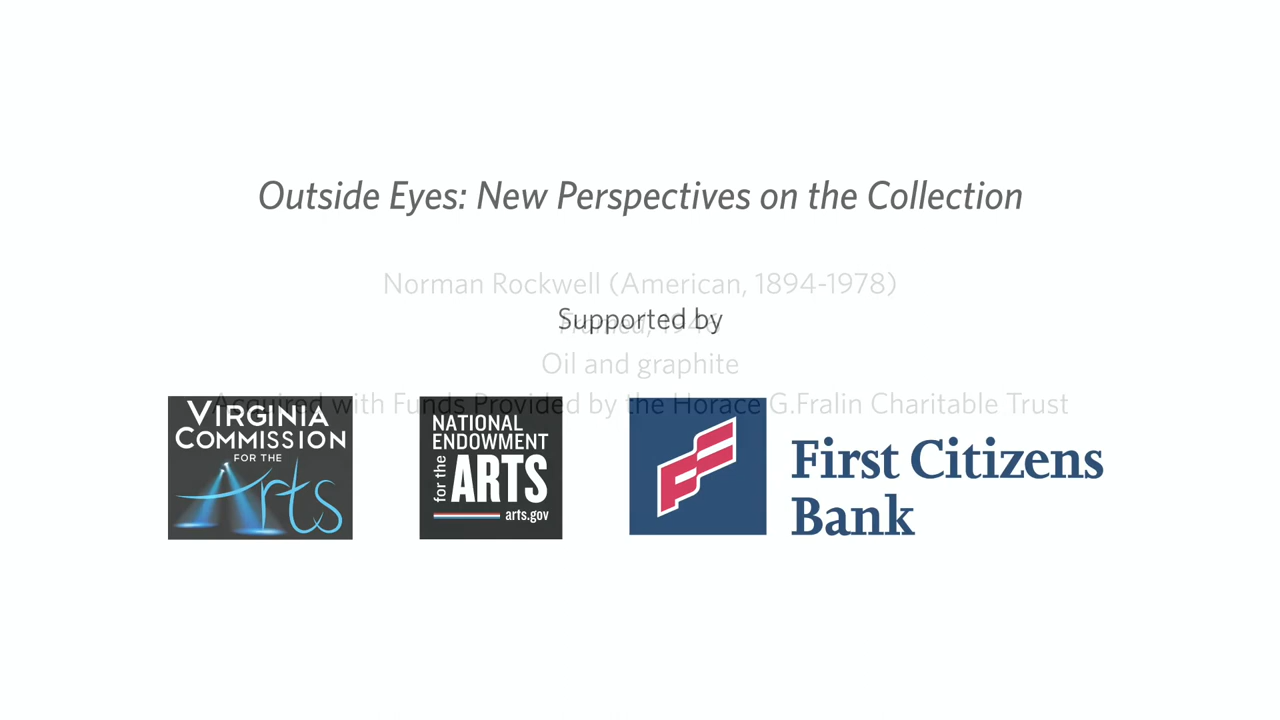 Outside Eyes: New Perspectives on the Collection
Norman Rockwell (American, 1894-1978)
Supported by
Framed, 1946
Oil and graphite
Acquired with Funds Provided by the Horace G.Fralin Charitable Trust
VIRGINIA
COMMISSION
FOR THE
Arts
NATIONAL
ENDOWMENT
for the
ARTS
arts.gov
First Citizens
Bank